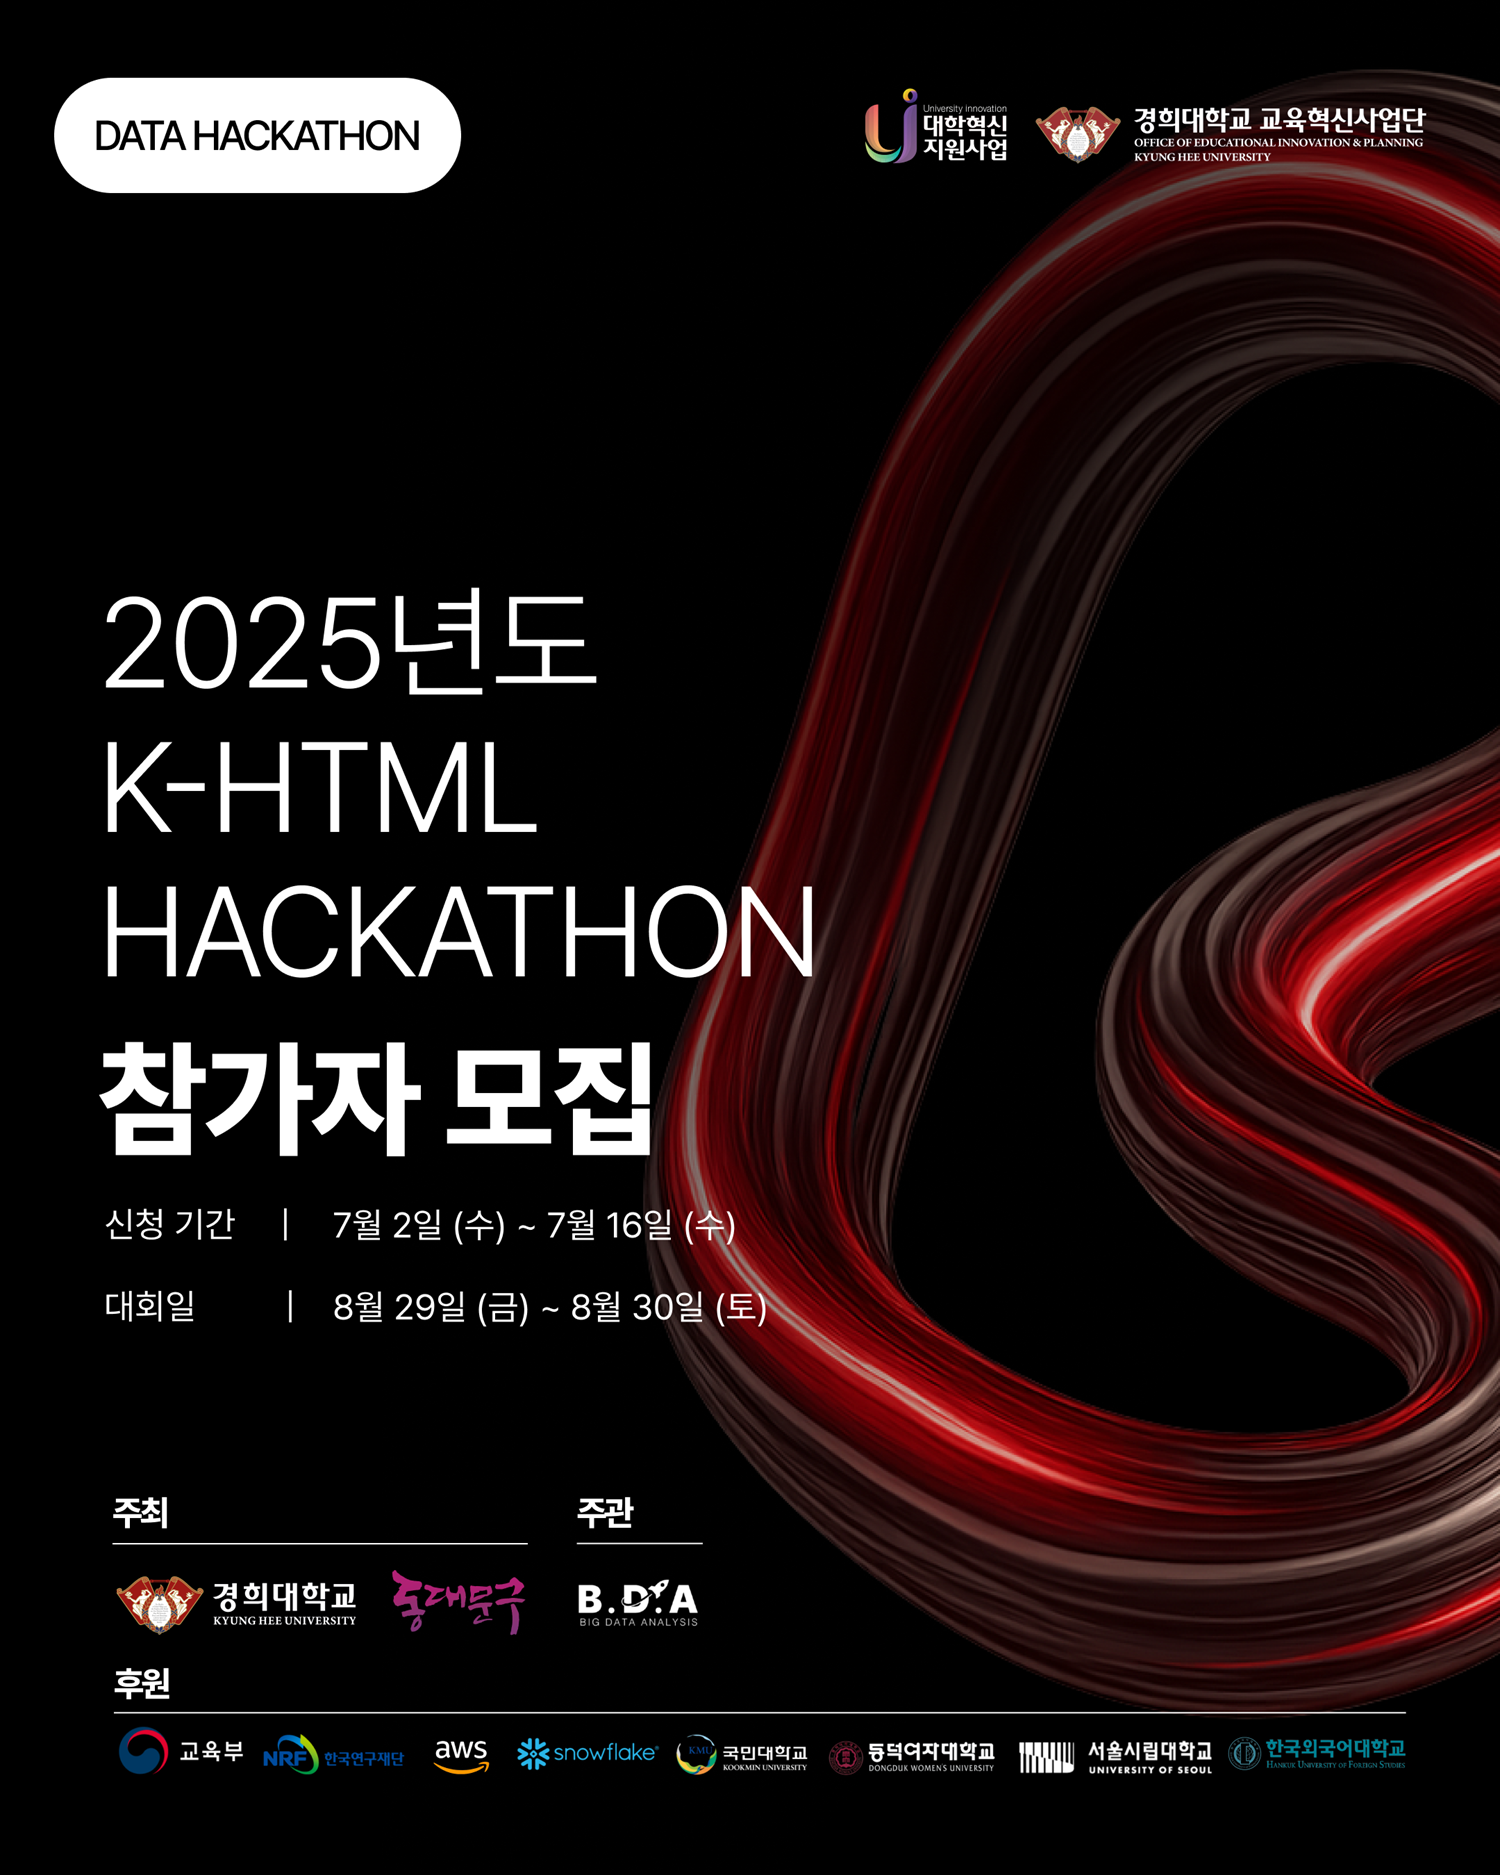 DATA HACKATHON
University Innovation
대학혁신
지원사업
경희대학교 교육혁신사업단
OFFICE OF EDUCATIONAL INNOVATION & PLANNING
KYUNG HEE UNIVERSITY
2025년도
K-HTML
HACKATHON
참가자 모집
신청 기간 | 7월 2일 (수) ~ 7월 16일 (수)
대회일 | 8월 29일 (금) ~ 8월 30일 (토)
주최
주관
경희대학교
KYUNG HEE UNIVERSITY
동대문구
B.D.A
BIG DATA ANALYSIS
후원
교육부
NRF 한국연구재단
aws
snowflake®
KMU
국민대학교
KOOKMIN UNIVERSITY
동덕여자대학교
DONGDUK WOMEN'S UNIVERSITY
서울시립대학교
UNIVERSITY OF SEOUL
한국외국어대학교
HANKUK UNIVERSITY OF FOREIGN STUDIES